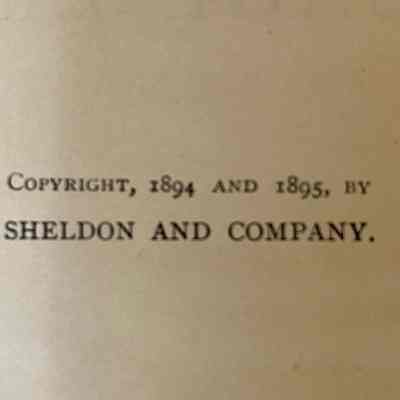 Copyright, 1894 and 1895, by
SHELDON AND COMPANY.